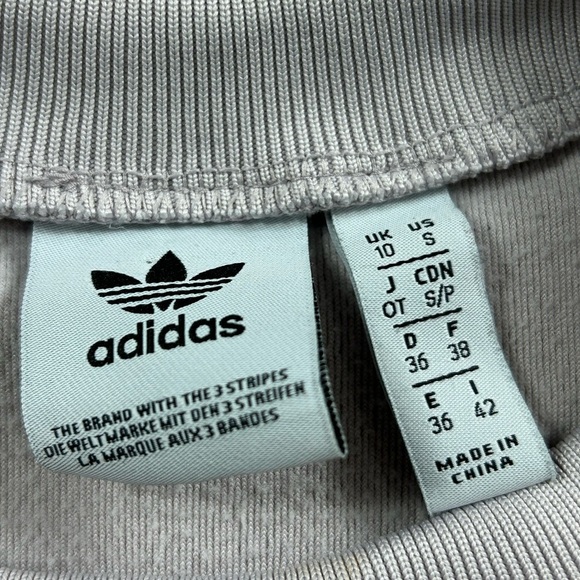 adidas
THE BRAND WITH THE 3 STRIPES
DIE WELTMARKE MIT DEN 3 STREIFEN
LA MARQUE AUX 3 BANDES
UK US
10 S
J CDN
OT S/P
D F
36 38
E I
36 42
MADE IN
CHINA